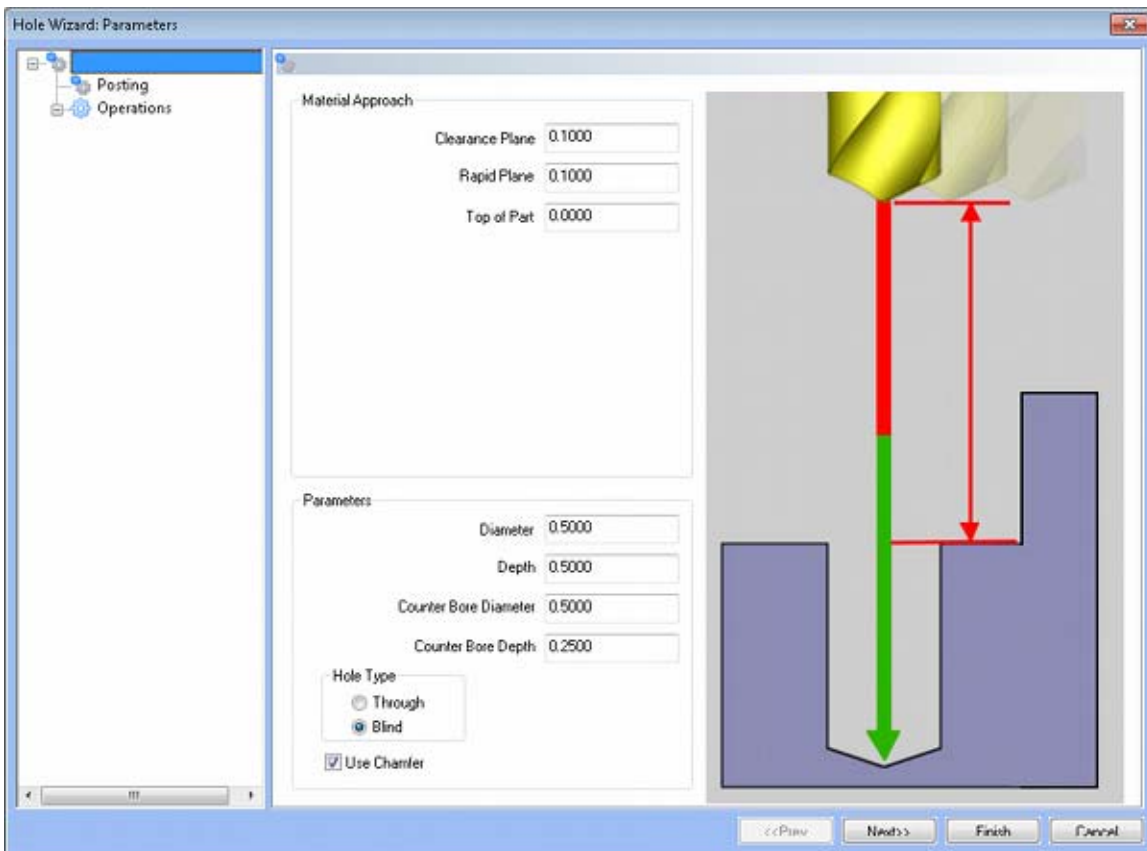 Hole Wizard: Parameters
Posting
Operations
Material Approach
Clearance Plane 0.1000
Rapid Plane 0.1000
Top of Part 0.0000
Parameters
Diameter 0.5000
Depth 0.5000
Counter Bore Diameter 0.5000
Counter Bore Depth 0.2500
Hole Type
Through
Blind
Use Chamfer
<<Prev Next>> Finish Cancel